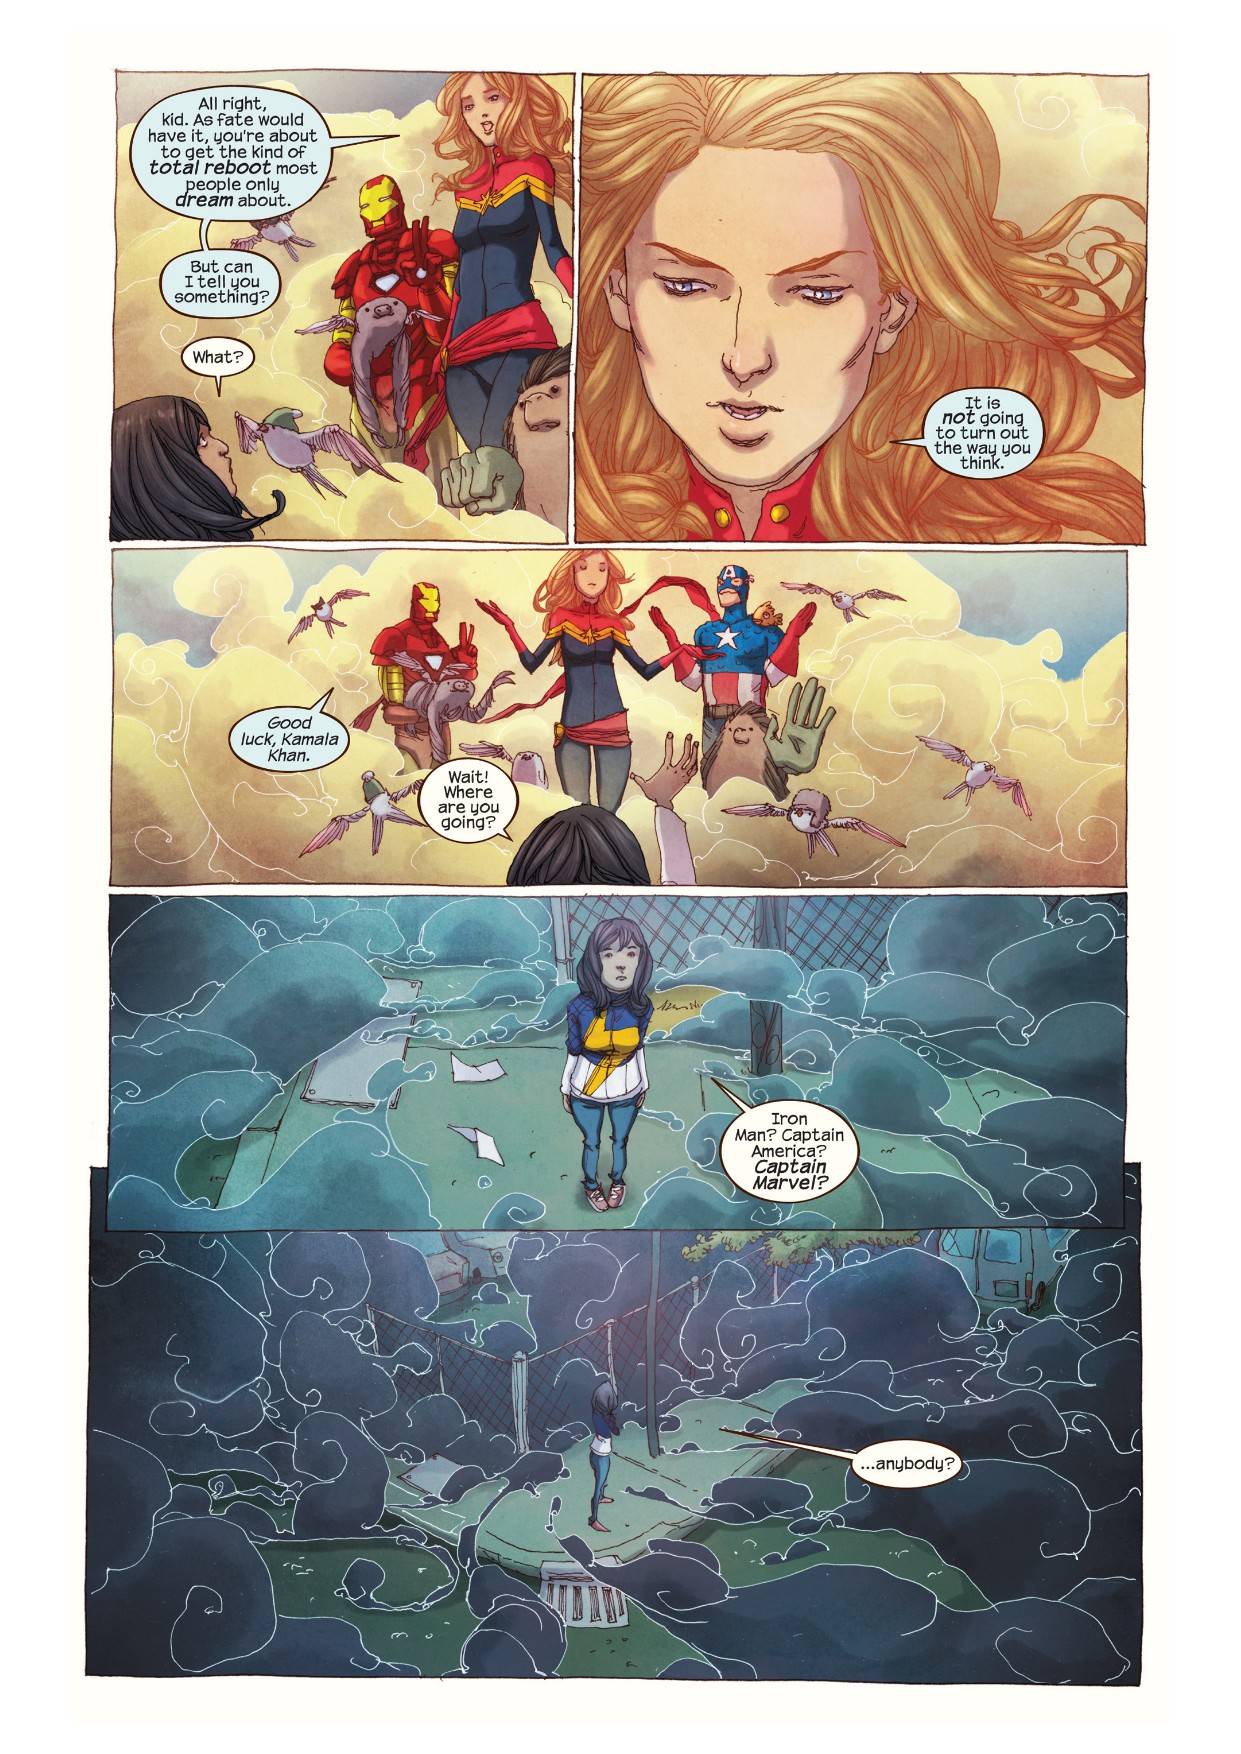 All right,
kid. As fate would
have it, you're about
to get the kind of
total reboot most
people only
dream about.
But can
I tell you
something?
What?
It is
not going
to turn out
the way you
think.
A
Good
luck, Kamala
Khan.
Wait!
Where
are you
going?
Iron
Man? Captain
America?
Captain
Marvel?
...anybody?